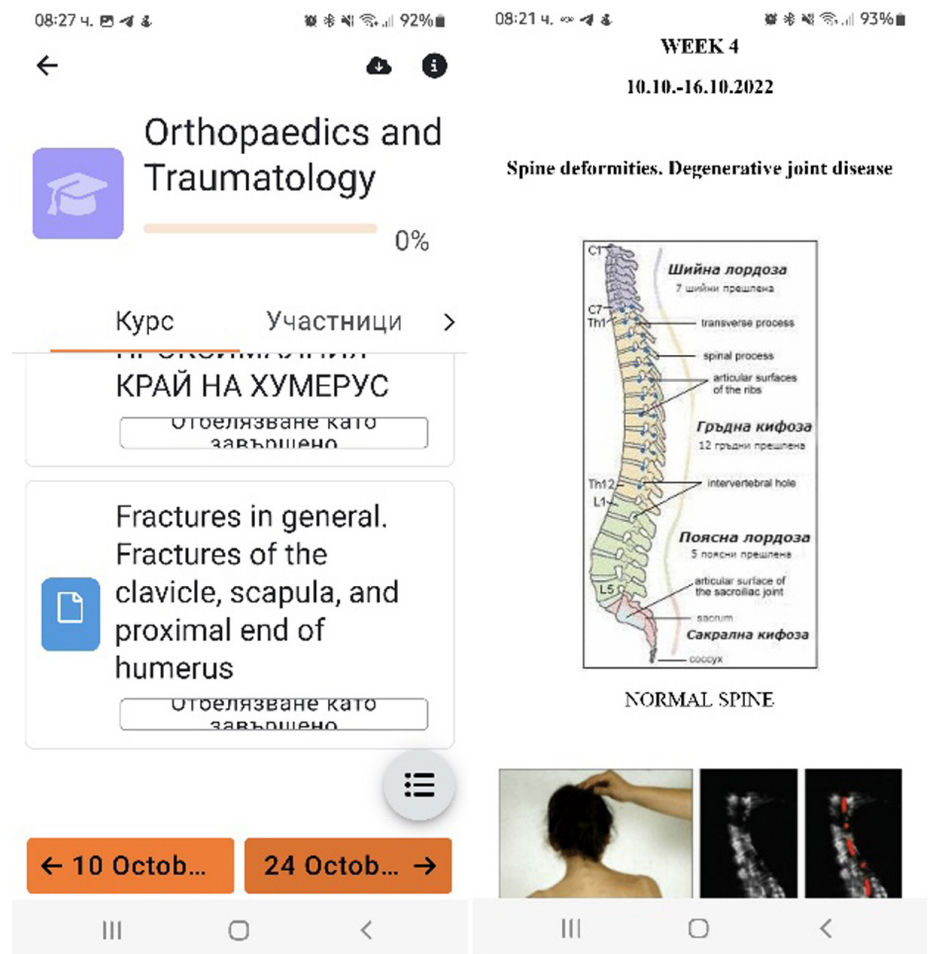 08:27 ч.
92%
Orthopaedics and
Traumatology
0%
Курс
Участници
КРАЙ НА ХУМЕРУС
Отбелязване като
завършено
Fractures in general.
Fractures of the
clavicle, scapula, and
proximal end of
humerus
Отбелязване като
завършено
← 10 Octob...
24 Octob... →
08:21 ч.
93%
WEEK 4
10.10.-16.10.2022
Spine deformities. Degenerative joint disease
C1
Шийна лордоза
7 шийни прешлена
C7
Th1
transverse process
spinal process
articular surfaces
of the ribs
Гръдна кифоза
12 гръдни прешлена
Th12
L1
intervertebral hole
Поясна лордоза
5 поясни прешлена
articular surface of
the sacroiliac joint
L5
sacrum
Сакрална кифоза
coccyx
NORMAL SPINE